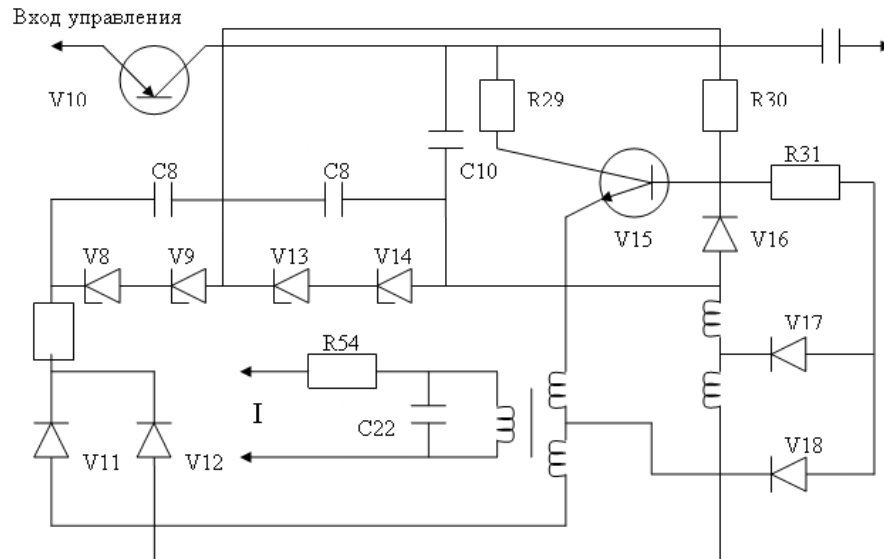 Вход управления
V10
R29
R30
C10
R31
C8
C8
V15
V16
V8
V9
V13
V14
V17
R54
I
C22
V11
V12
V18